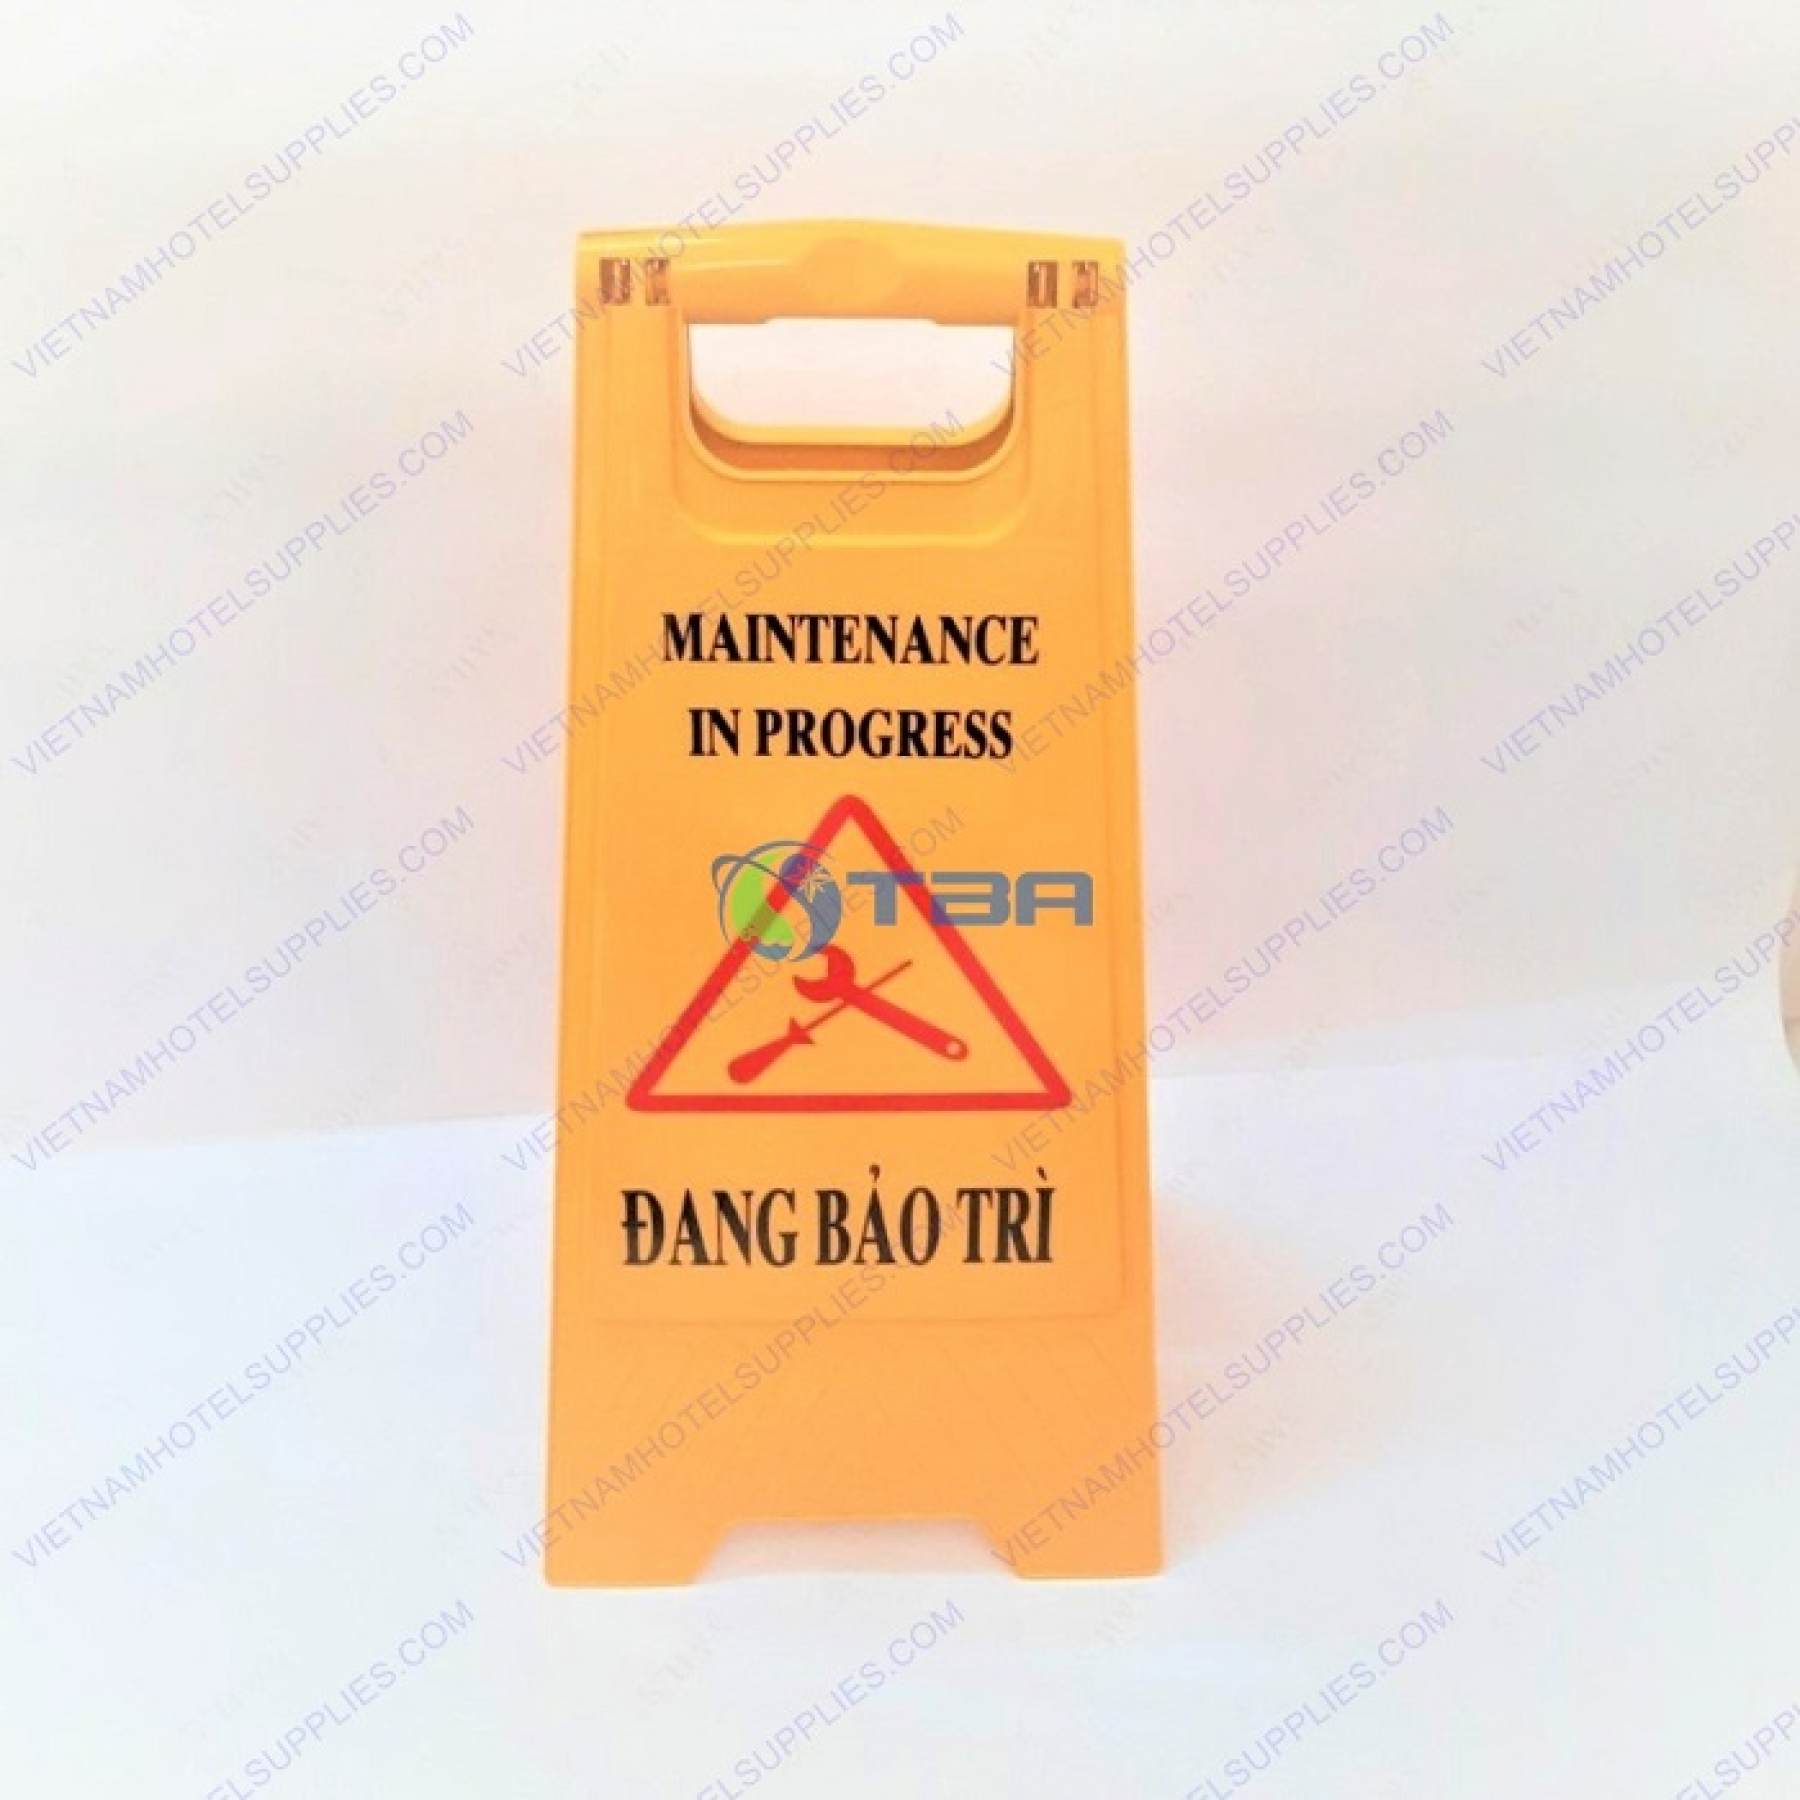 MAINTENANCE
IN PROGRESS
TBA
ĐANG BẢO TRÌ
VIETNAMHOTELSUPPLIES.COM